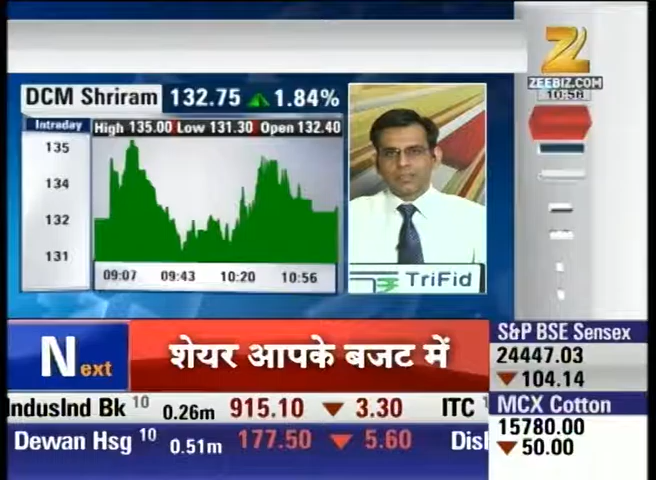 ZEEBIZ.COM
10:58
DCM Shriram 132.75 1.84%
Intraday High 135.00 Low 131.30 Open 132.40
135
134
132
131
09:07 09:43 10:20 10:56
TriFid
Next
शेयर आपके बजट में
S&P BSE Sensex
24447.03
104.14
IndusInd Bk 10 0.26m 915.10 3.30 ITC
MCX Cotton
15780.00
50.00
Dewan Hsg 10 0.51m 177.50 5.60 Dis